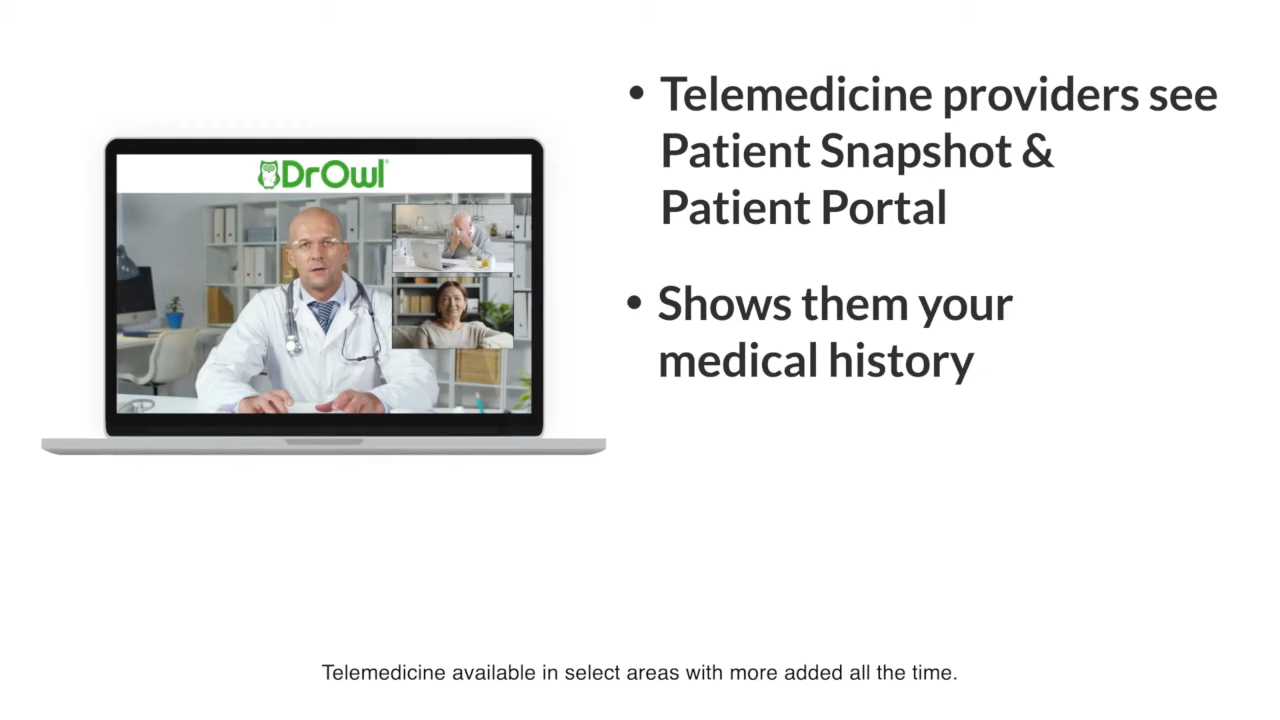 DrOwl®
• Telemedicine providers see
Patient Snapshot &
Patient Portal
• Shows them your
medical history
Telemedicine available in select areas with more added all the time.